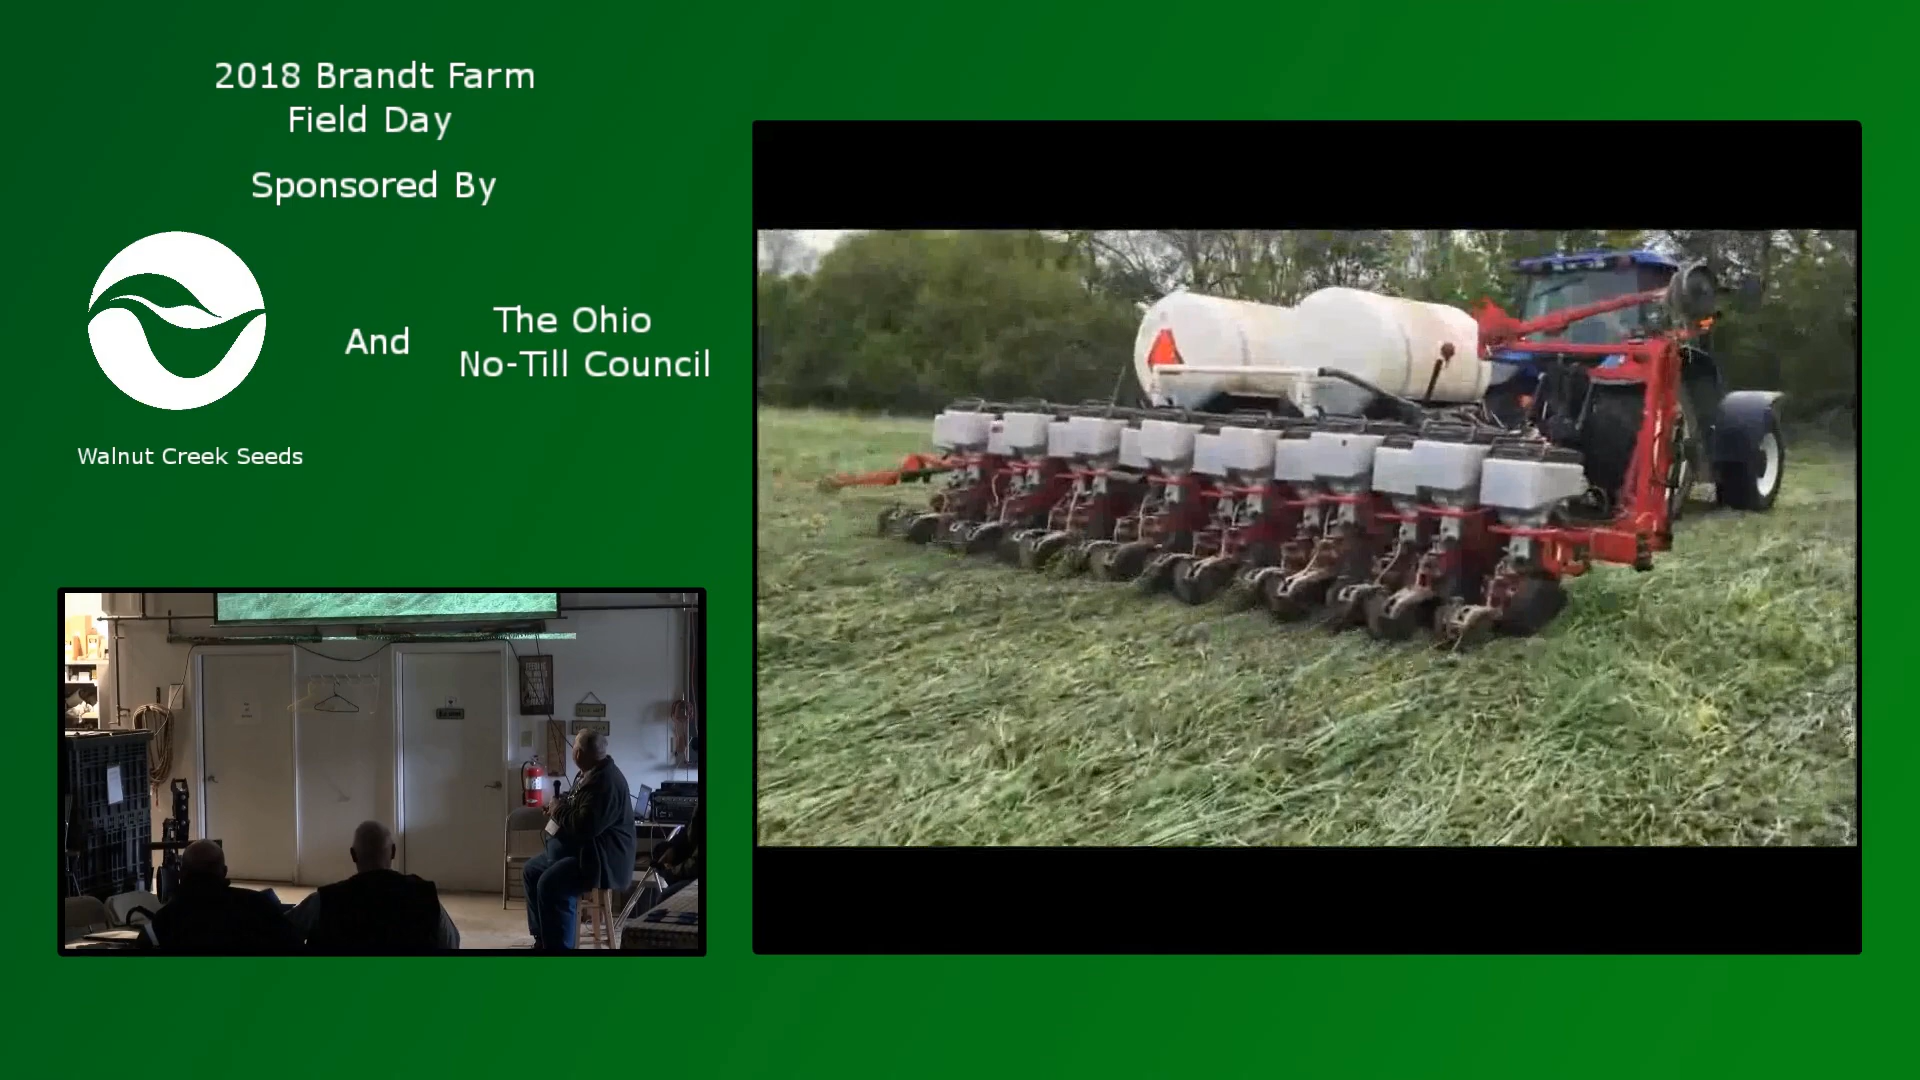 2018 Brandt Farm
Field Day
Sponsored By
And
The Ohio
No-Till Council
Walnut Creek Seeds